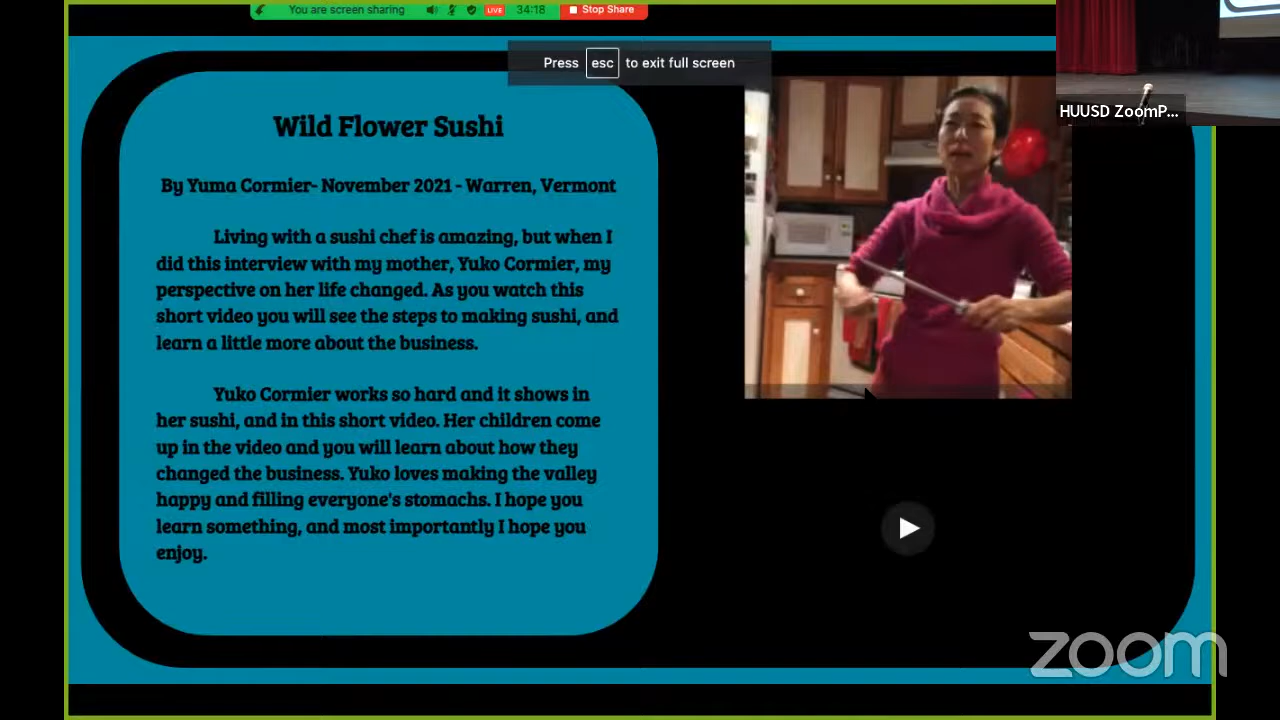 You are screen sharing LIVE 34:18 Stop Share
Press esc to exit full screen
HUUSD ZoomP...
Wild Flower Sushi
By Yuma Cormier- November 2021 - Warren, Vermont
Living with a sushi chef is amazing, but when I
did this interview with my mother, Yuko Cormier, my
perspective on her life changed. As you watch this
short video you will see the steps to making sushi, and
learn a little more about the business.
Yuko Cormier works so hard and it shows in
her sushi, and in this short video. Her children come
up in the video and you will learn about how they
changed the business. Yuko loves making the valley
happy and filling everyone's stomachs. I hope you
learn something, and most importantly I hope you
enjoy.
zoom